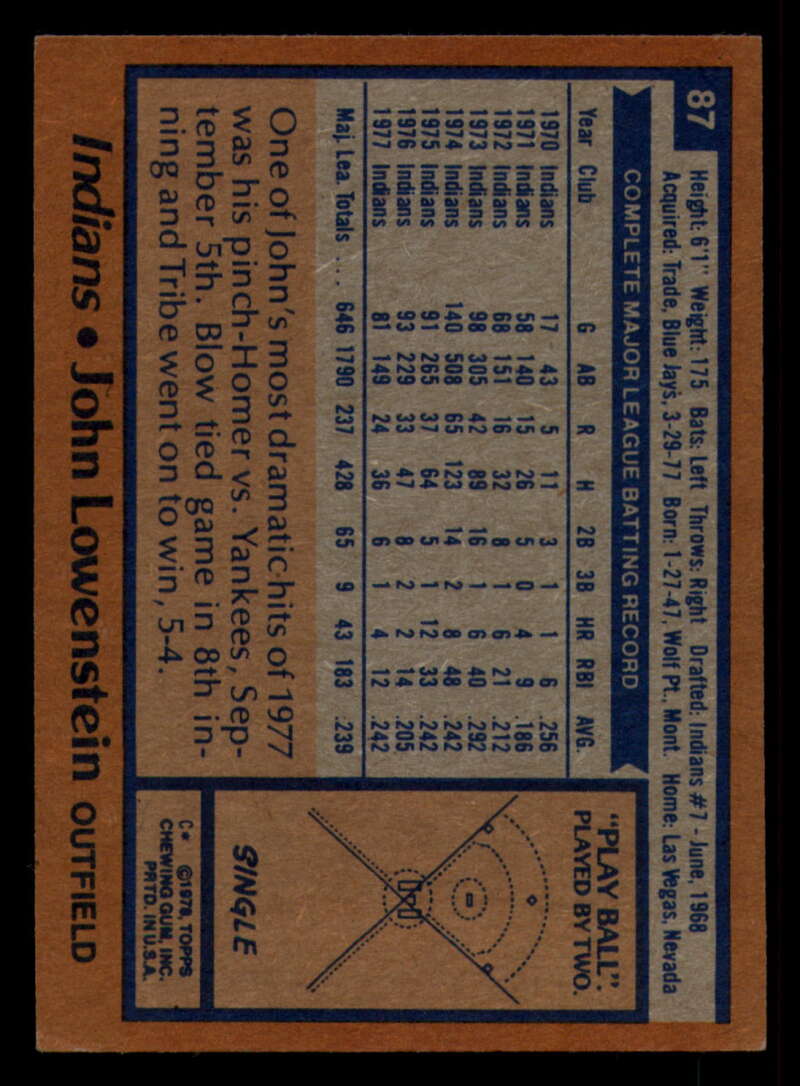 87
Height: 6'1" Weight: 175 Bats: Left Throws: Right Drafted: Indians #7 - June, 1968
Acquired: Trade, Blue Jays, 3-29-77 Born: 1-27-47, Wolf Pt., Mont. Home: Las Vegas, Nevada
COMPLETE MAJOR LEAGUE BATTING RECORD
Year Club G AB R H 2B 3B HR RBI AVG.
1970 Indians 17 43 5 11 3 1 1 6 .256
1971 Indians 58 140 15 26 5 0 4 9 .186
1972 Indians 68 151 16 32 8 1 6 21 .212
1973 Indians 98 305 42 89 16 1 6 40 .292
1974 Indians 140 508 65 123 14 2 8 48 .242
1975 Indians 91 265 37 64 5 1 12 33 .242
1976 Indians 93 229 33 47 8 2 2 14 .205
1977 Indians 81 149 24 36 6 1 4 12 .242
Maj. Lea. Totals ... 646 1790 237 428 65 9 43 183 .239
One of John's most dramatic hits of 1977
was his pinch-Homer vs. Yankees, Sep-
tember 5th. Blow tied game in 8th in-
ning and Tribe went on to win, 5-4.
"PLAY BALL":
PLAYED BY TWO.
SINGLE
C* ©1978, TOPPS
CHEWING GUM, INC.
PRTD. IN U.S.A.
Indians • John Lowenstein OUTFIELD